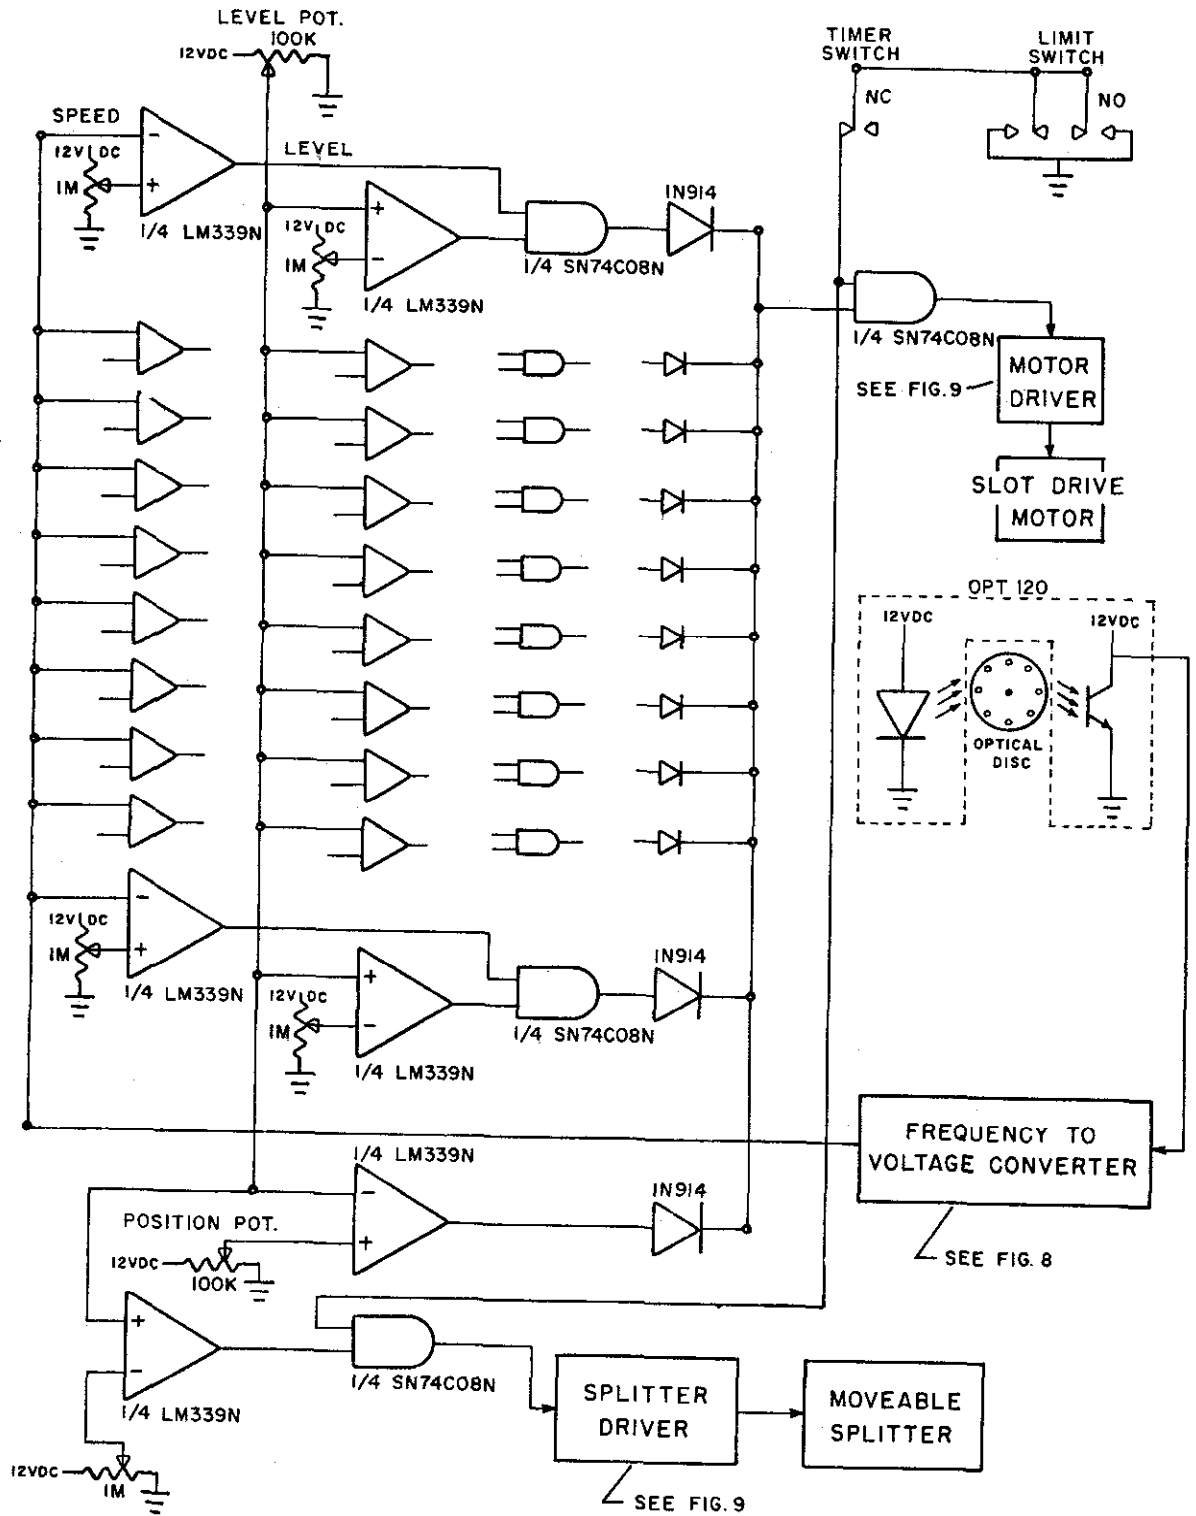 LEVEL POT.
100K
12VDC
TIMER
SWITCH
LIMIT
SWITCH
NC
NO
SPEED
12V DC
1M
-
+
1/4 LM339N
LEVEL
12V DC
1M
+
-
1/4 LM339N
1/4 SN74C08N
1N914
1/4 SN74C08N
SEE FIG.9
MOTOR
DRIVER
SLOT DRIVE
MOTOR
OPT 120
12VDC
12VDC
OPTICAL
DISC
12V DC
1M
-
+
1/4 LM339N
12V DC
1M
+
-
1/4 LM339N
1/4 SN74C08N
1N914
FREQUENCY TO
VOLTAGE CONVERTER
SEE FIG. 8
1/4 LM339N
-
+
1N914
POSITION POT.
12VDC
100K
+
-
1/4 LM339N
12VDC
1M
1/4 SN74C08N
SPLITTER
DRIVER
SEE FIG. 9
MOVEABLE
SPLITTER